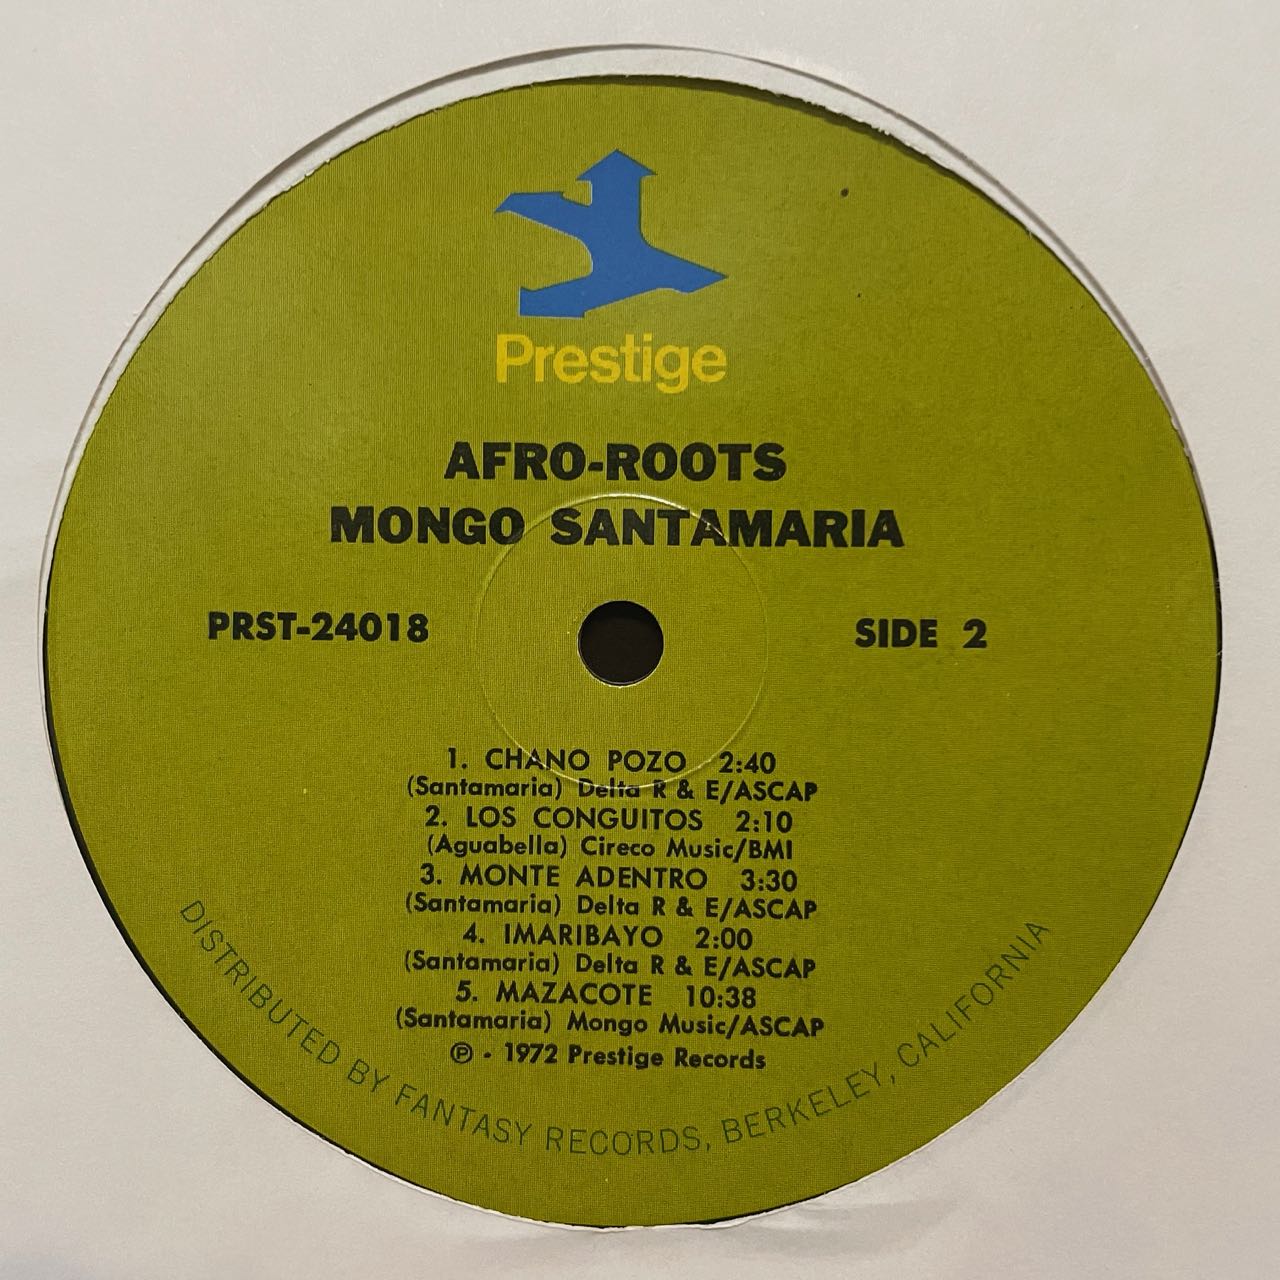 Prestige
AFRO-ROOTS
MONGO SANTAMARIA
PRST-24018
SIDE 2
1. CHANO POZO 2:40
(Santamaria) Delta R & E/ASCAP
2. LOS CONGUITOS 2:10
(Aguabella) Cireco Music/BMI
3. MONTE ADENTRO 3:30
(Santamaria) Delta R & E/ASCAP
4. IMARIBAYO 2:00
(Santamaria) Delta R & E/ASCAP
5. MAZACOTE 10:38
(Santamaria) Mongo Music/ASCAP
℗ · 1972 Prestige Records
DISTRIBUTED BY FANTASY RECORDS, BERKELEY, CALIFORNIA